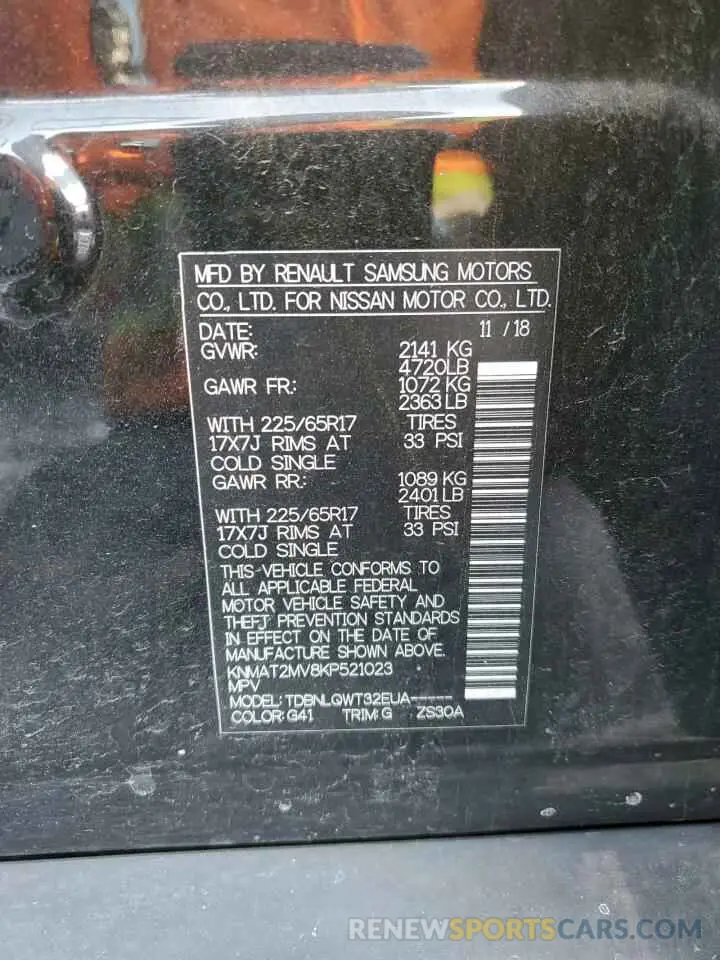 MFD BY RENAULT SAMSUNG MOTORS
CO., LTD. FOR NISSAN MOTOR CO., LTD.
DATE: 11 / 18
GVWR: 2141 KG
4720LB
GAWR FR: 1072 KG
2363 LB
WITH 225/65R17 TIRES
17X7J RIMS AT 33 PSI
COLD SINGLE
GAWR RR: 1089 KG
2401 LB
WITH 225/65R17 TIRES
17X7J RIMS AT 33 PSI
COLD SINGLE
THIS VEHICLE CONFORMS TO
ALL APPLICABLE FEDERAL
MOTOR VEHICLE SAFETY AND
THEFT PREVENTION STANDARDS
IN EFFECT ON THE DATE OF
MANUFACTURE SHOWN ABOVE.
KNMAT2MV8KP521023
MPV
MODEL: TDBNLQWT32EUA-----
COLOR: G41 TRIM: G ZS30A
RENEWSPORTSCARS.COM